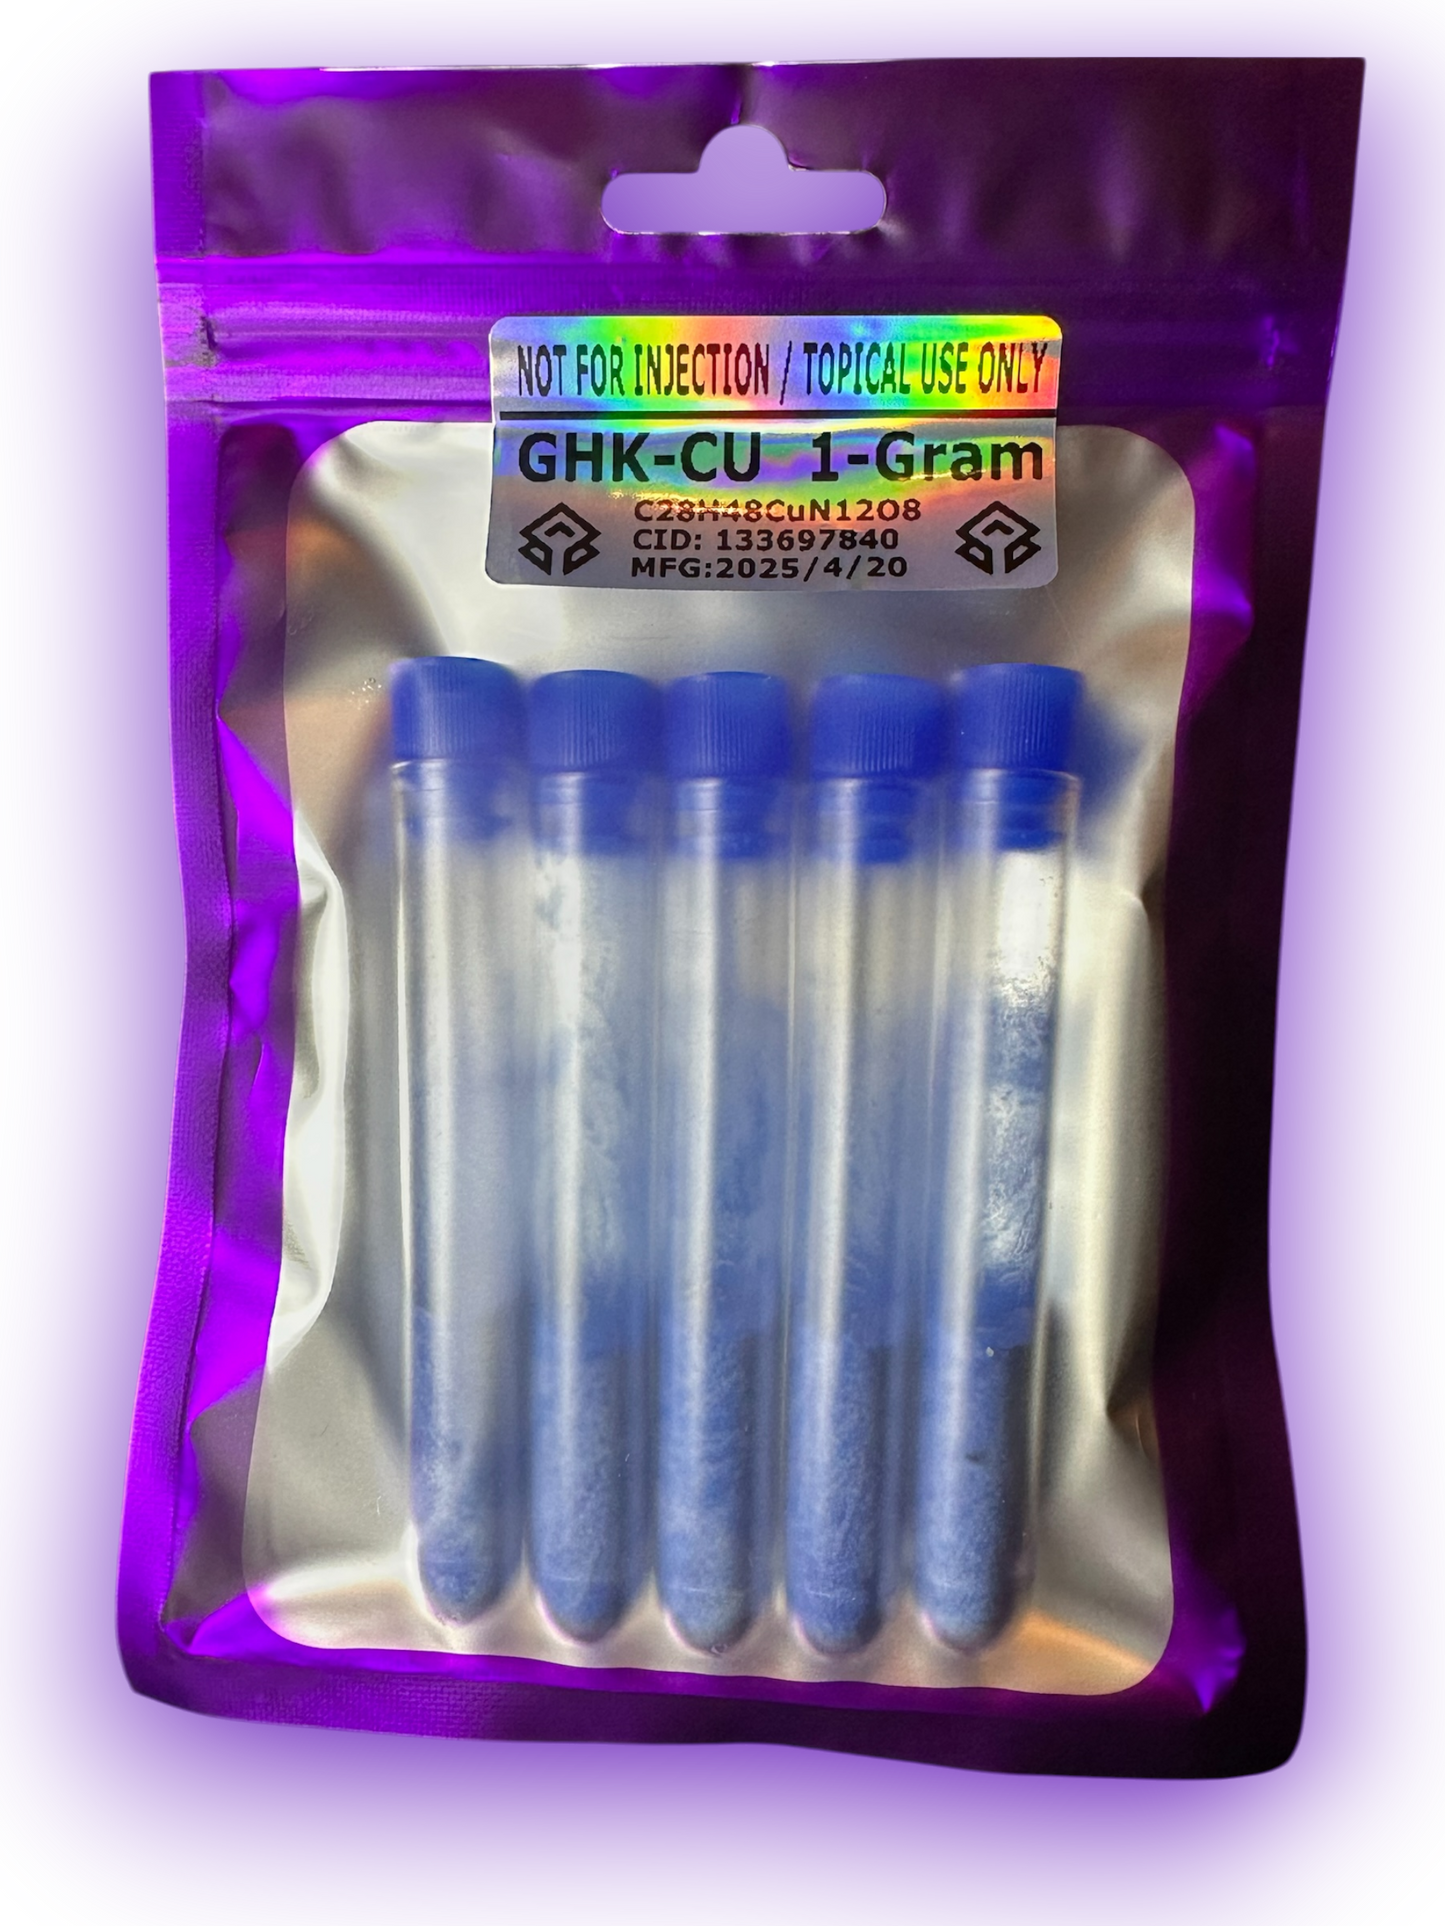 NOT FOR INJECTION / TOPICAL USE ONLY
GHK-CU 1-Gram
C28H48CuN12O8
CID: 133697840
MFG:2025/4/20